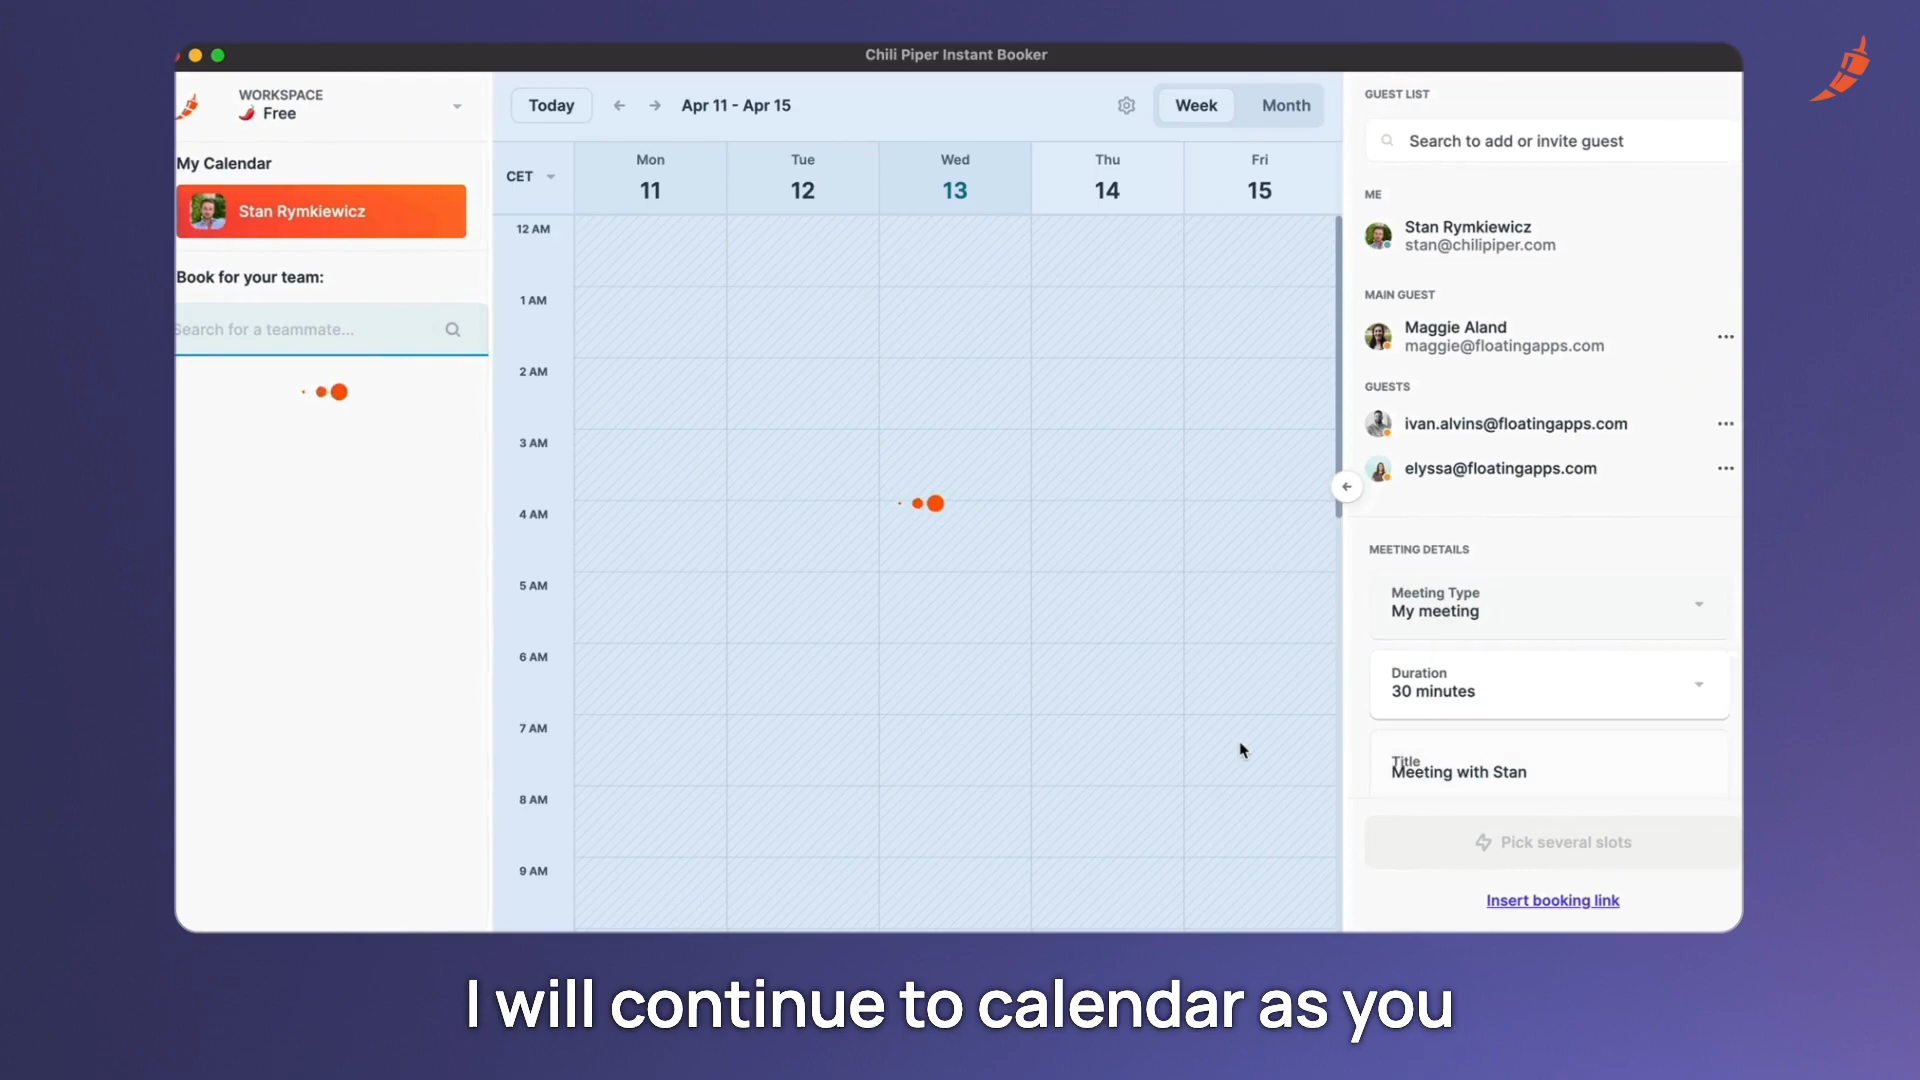 Chili Piper Instant Booker
WORKSPACE
Free
My Calendar
Stan Rymkiewicz
Book for your team:
Search for a teammate...
Today
Apr 11 - Apr 15
Week
Month
CET
Mon
11
Tue
12
Wed
13
Thu
14
Fri
15
12 AM
1 AM
2 AM
3 AM
4 AM
5 AM
6 AM
7 AM
8 AM
9 AM
GUEST LIST
Search to add or invite guest
ME
Stan Rymkiewicz
stan@chilipiper.com
MAIN GUEST
Maggie Aland
maggie@floatingapps.com
GUESTS
ivan.alvins@floatingapps.com
elyssa@floatingapps.com
MEETING DETAILS
Meeting Type
My meeting
Duration
30 minutes
Title
Meeting with Stan
Pick several slots
Insert booking link
I will continue to calendar as you